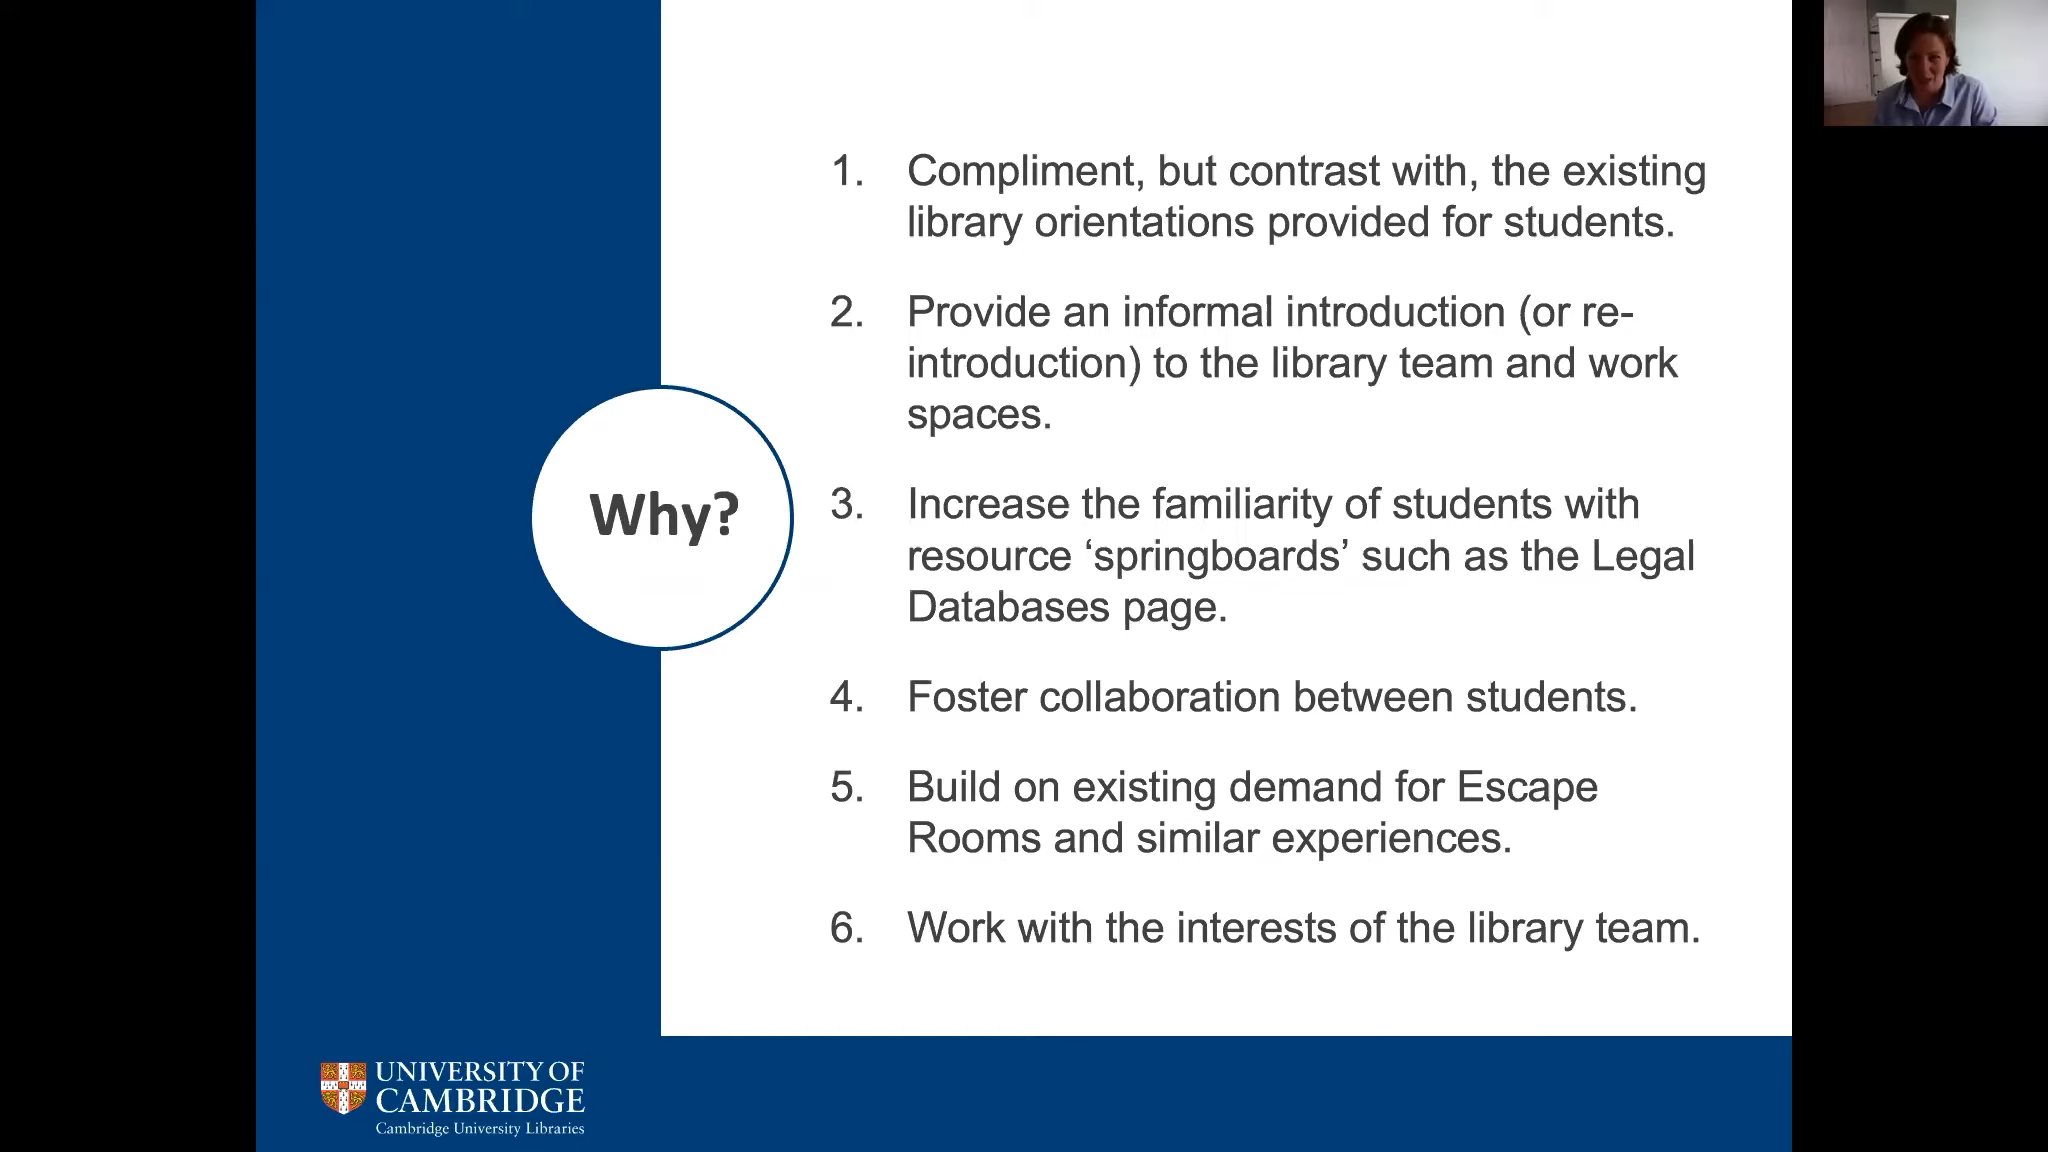 Why?
1. Compliment, but contrast with, the existing
library orientations provided for students.
2. Provide an informal introduction (or re-
introduction) to the library team and work
spaces.
3. Increase the familiarity of students with
resource ‘springboards’ such as the Legal
Databases page.
4. Foster collaboration between students.
5. Build on existing demand for Escape
Rooms and similar experiences.
6. Work with the interests of the library team.
UNIVERSITY OF
CAMBRIDGE
Cambridge University Libraries